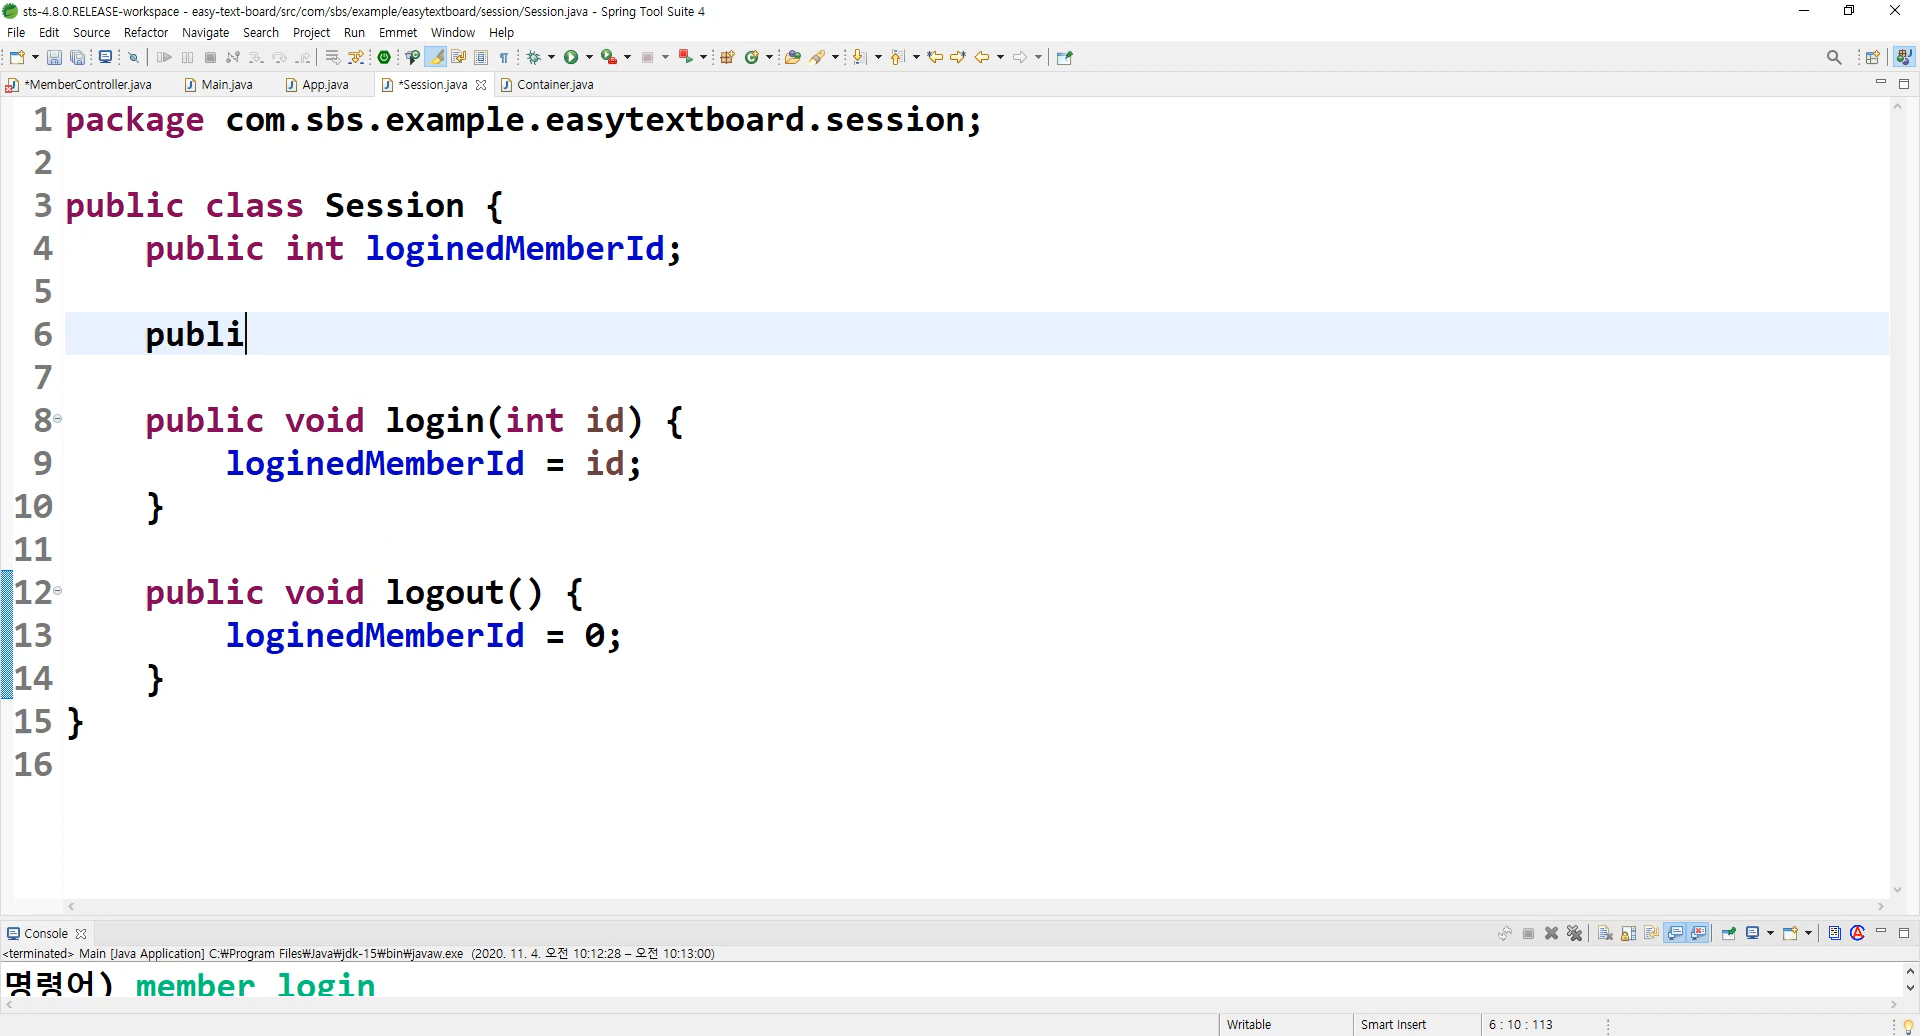 sts-4.8.0.RELEASE-workspace - easy-text-board/src/com/sbs/example/easytextboard/session/Session.java - Spring Tool Suite 4
File Edit Source Refactor Navigate Search Project Run Emmet Window Help
*MemberController.java Main.java App.java *Session.java Container.java
1 package com.sbs.example.easytextboard.session;
2
3 public class Session {
4 public int loginedMemberId;
5
6 publi
7
8 public void login(int id) {
9 loginedMemberId = id;
10 }
11
12 public void logout() {
13 loginedMemberId = 0;
14 }
15 }
16
Console
<terminated> Main [Java Application] C:₩Program Files₩Java₩jdk-15₩bin₩javaw.exe (2020. 11. 4. 오전 10:12:28 – 오전 10:13:00)
명령어) member login
Writable Smart Insert 6 : 10 : 113